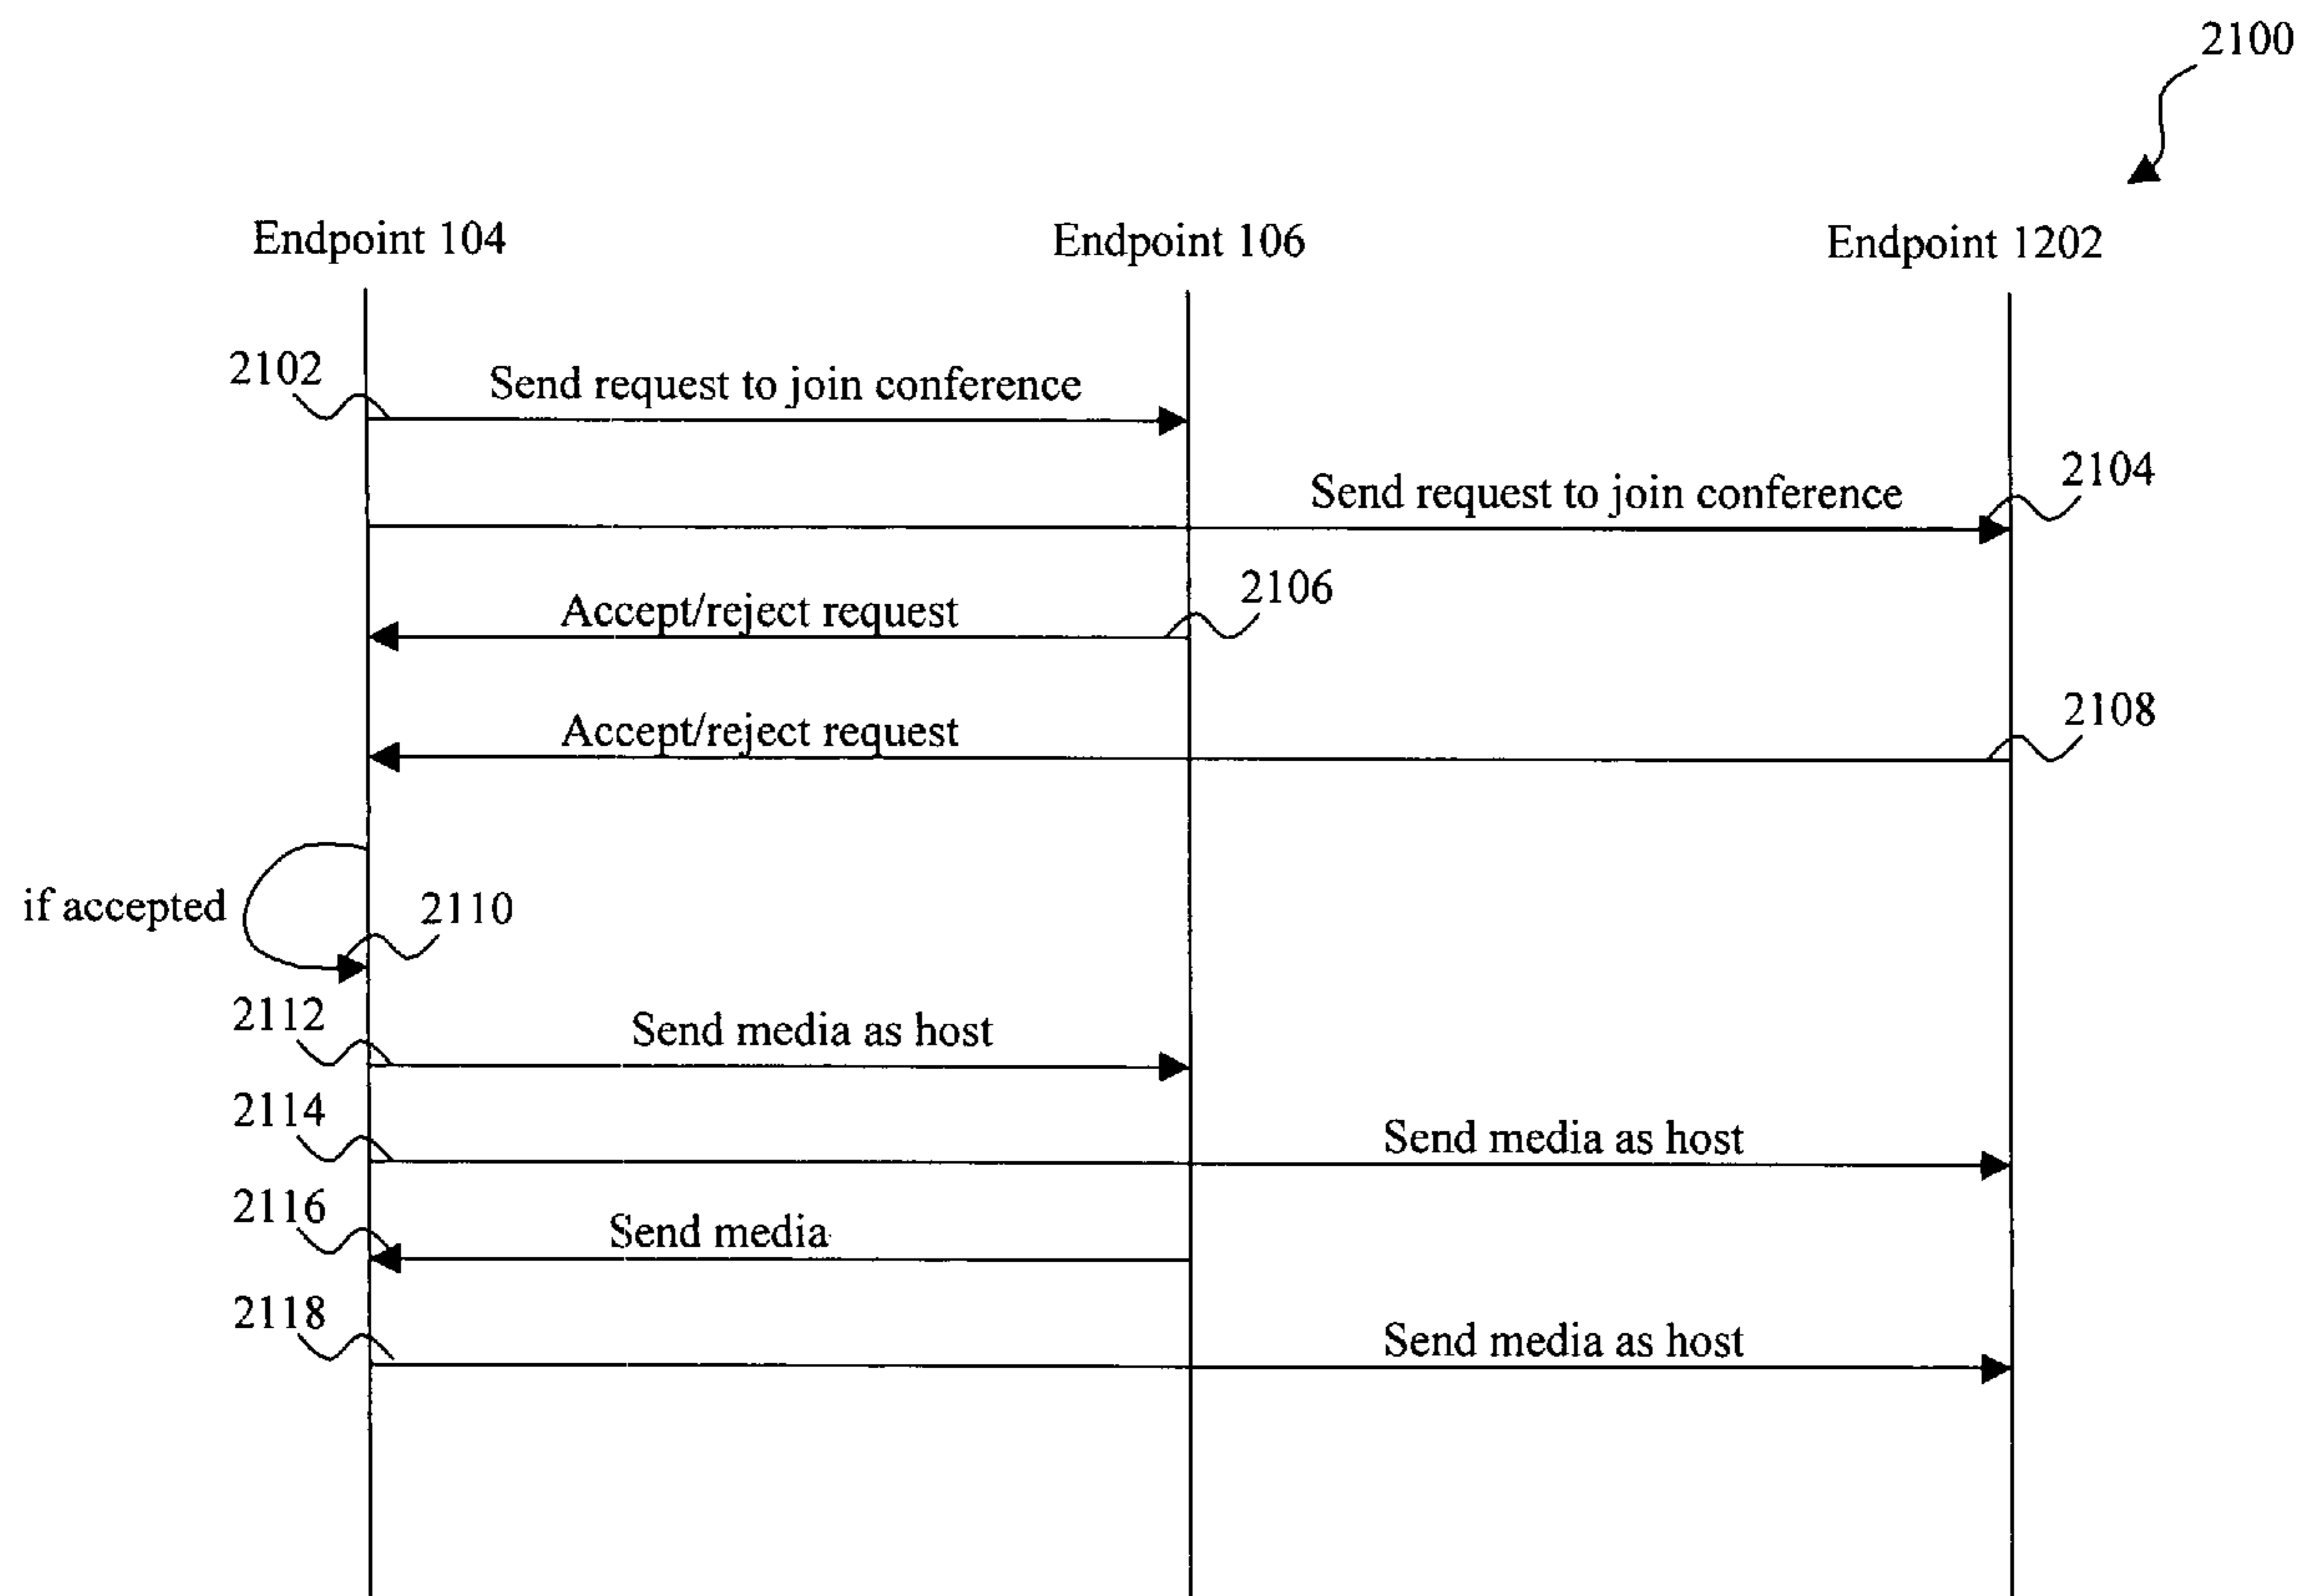 2100
Endpoint 104
Endpoint 106
Endpoint 1202
2102
Send request to join conference
2104
Send request to join conference
2106
Accept/reject request
2108
Accept/reject request
if accepted
2110
2112
Send media as host
2114
Send media as host
2116
Send media
2118
Send media as host